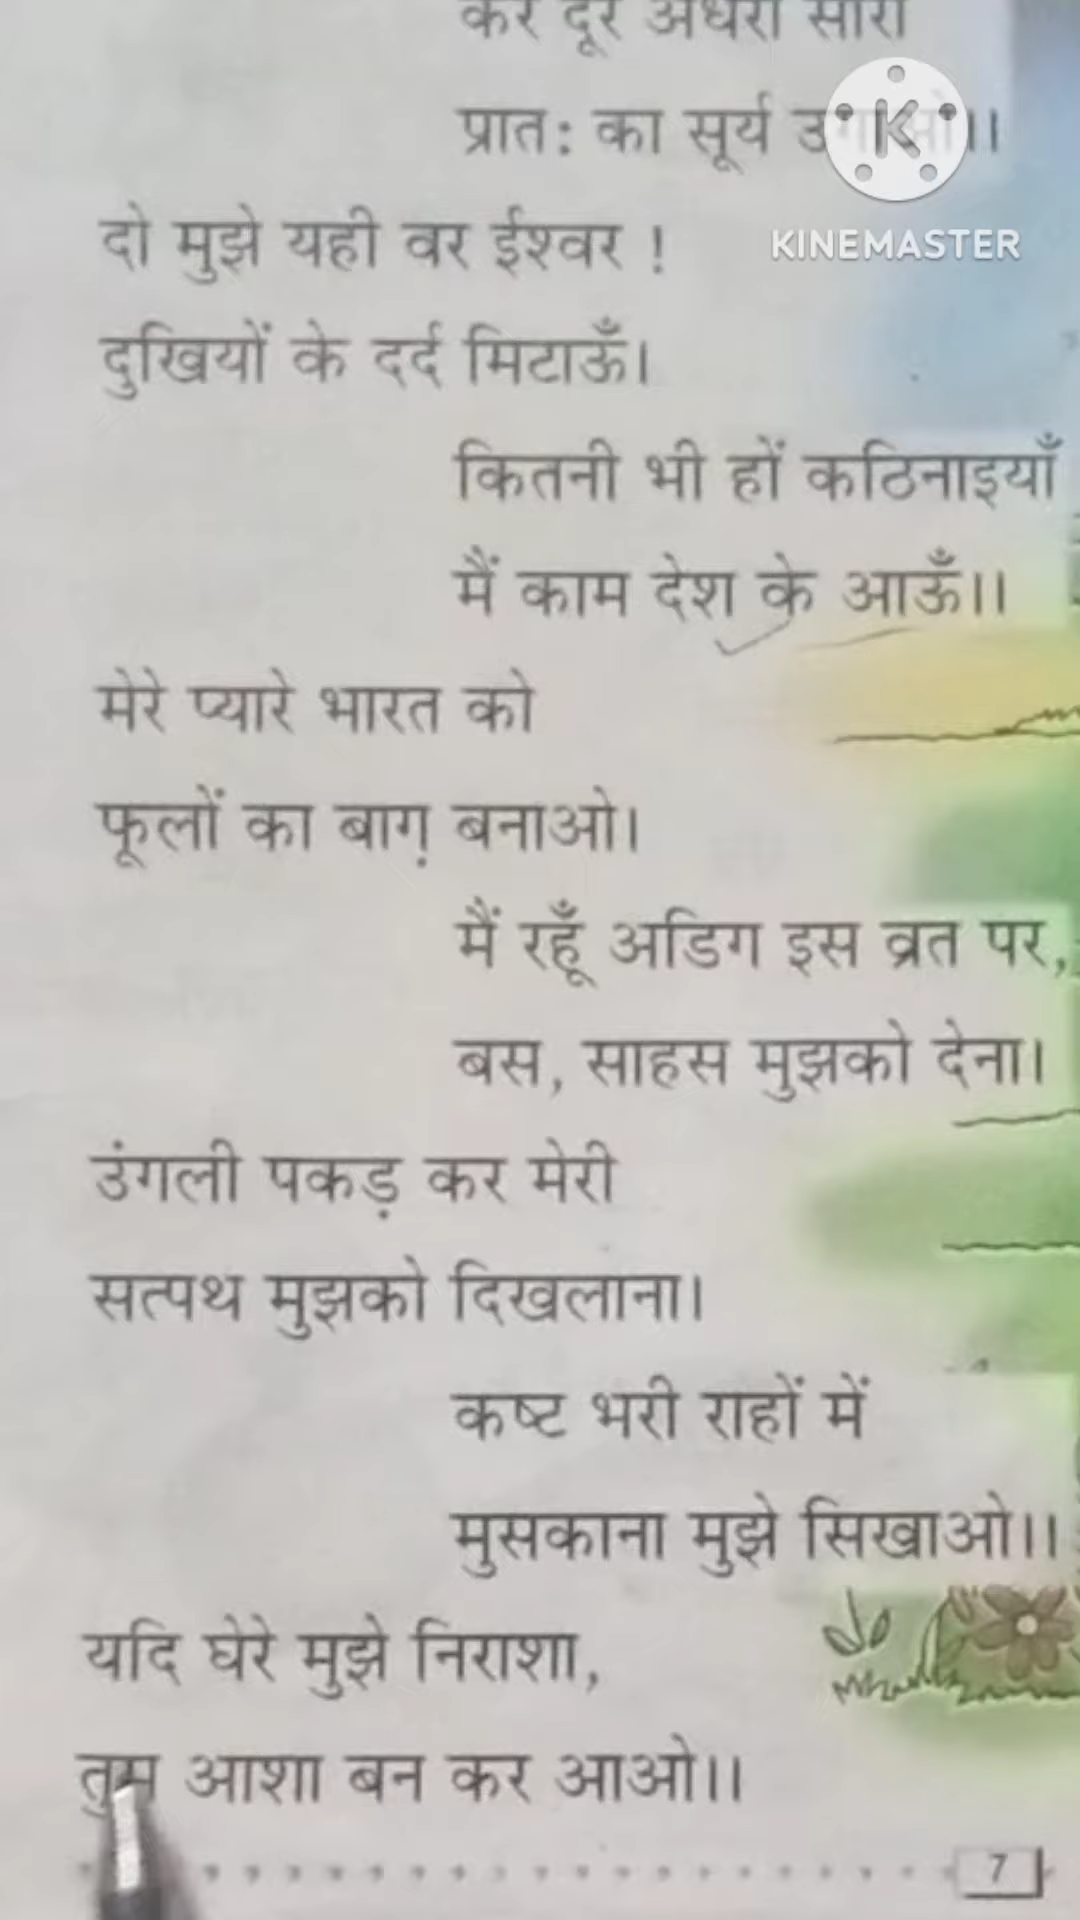 कर दूर अंधेरा सारा
प्रातः का सूर्य
KINEMASTER
दो मुझे यही वर ईश्वर !
दुखियों के दर्द मिटाऊँ।
कितनी भी हों कठिनाइयाँ
मैं काम देश के आऊँ।।
मेरे प्यारे भारत को
फूलों का बाग़ बनाओ।
मैं रहूँ अडिग इस व्रत पर,
बस, साहस मुझको देना।
उंगली पकड़ कर मेरी
सत्पथ मुझको दिखलाना।
कष्ट भरी राहों में
मुसकाना मुझे सिखाओ।।
यदि घेरे मुझे निराशा,
तुम आशा बन कर आओ।।
7